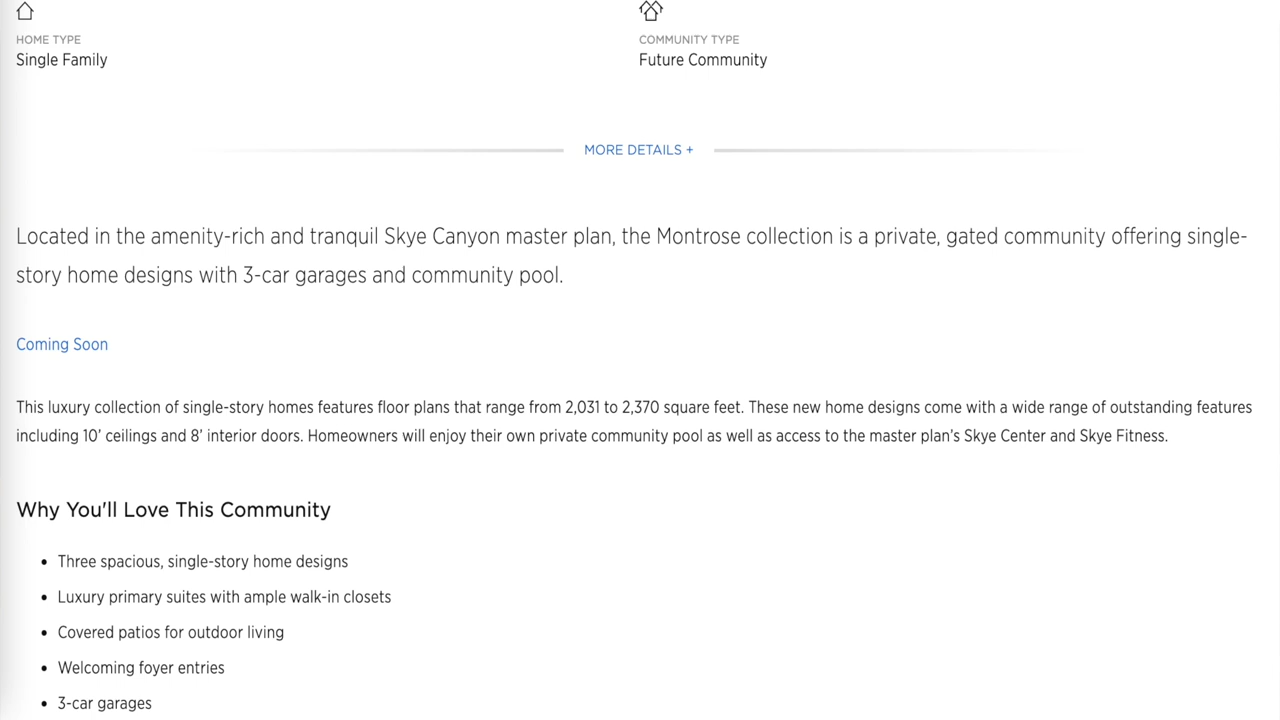 HOME TYPE
Single Family
COMMUNITY TYPE
Future Community
MORE DETAILS +
Located in the amenity-rich and tranquil Skye Canyon master plan, the Montrose collection is a private, gated community offering single-
story home designs with 3-car garages and community pool.
Coming Soon
This luxury collection of single-story homes features floor plans that range from 2,031 to 2,370 square feet. These new home designs come with a wide range of outstanding features
including 10’ ceilings and 8’ interior doors. Homeowners will enjoy their own private community pool as well as access to the master plan’s Skye Center and Skye Fitness.
Why You'll Love This Community
• Three spacious, single-story home designs
• Luxury primary suites with ample walk-in closets
• Covered patios for outdoor living
• Welcoming foyer entries
• 3-car garages